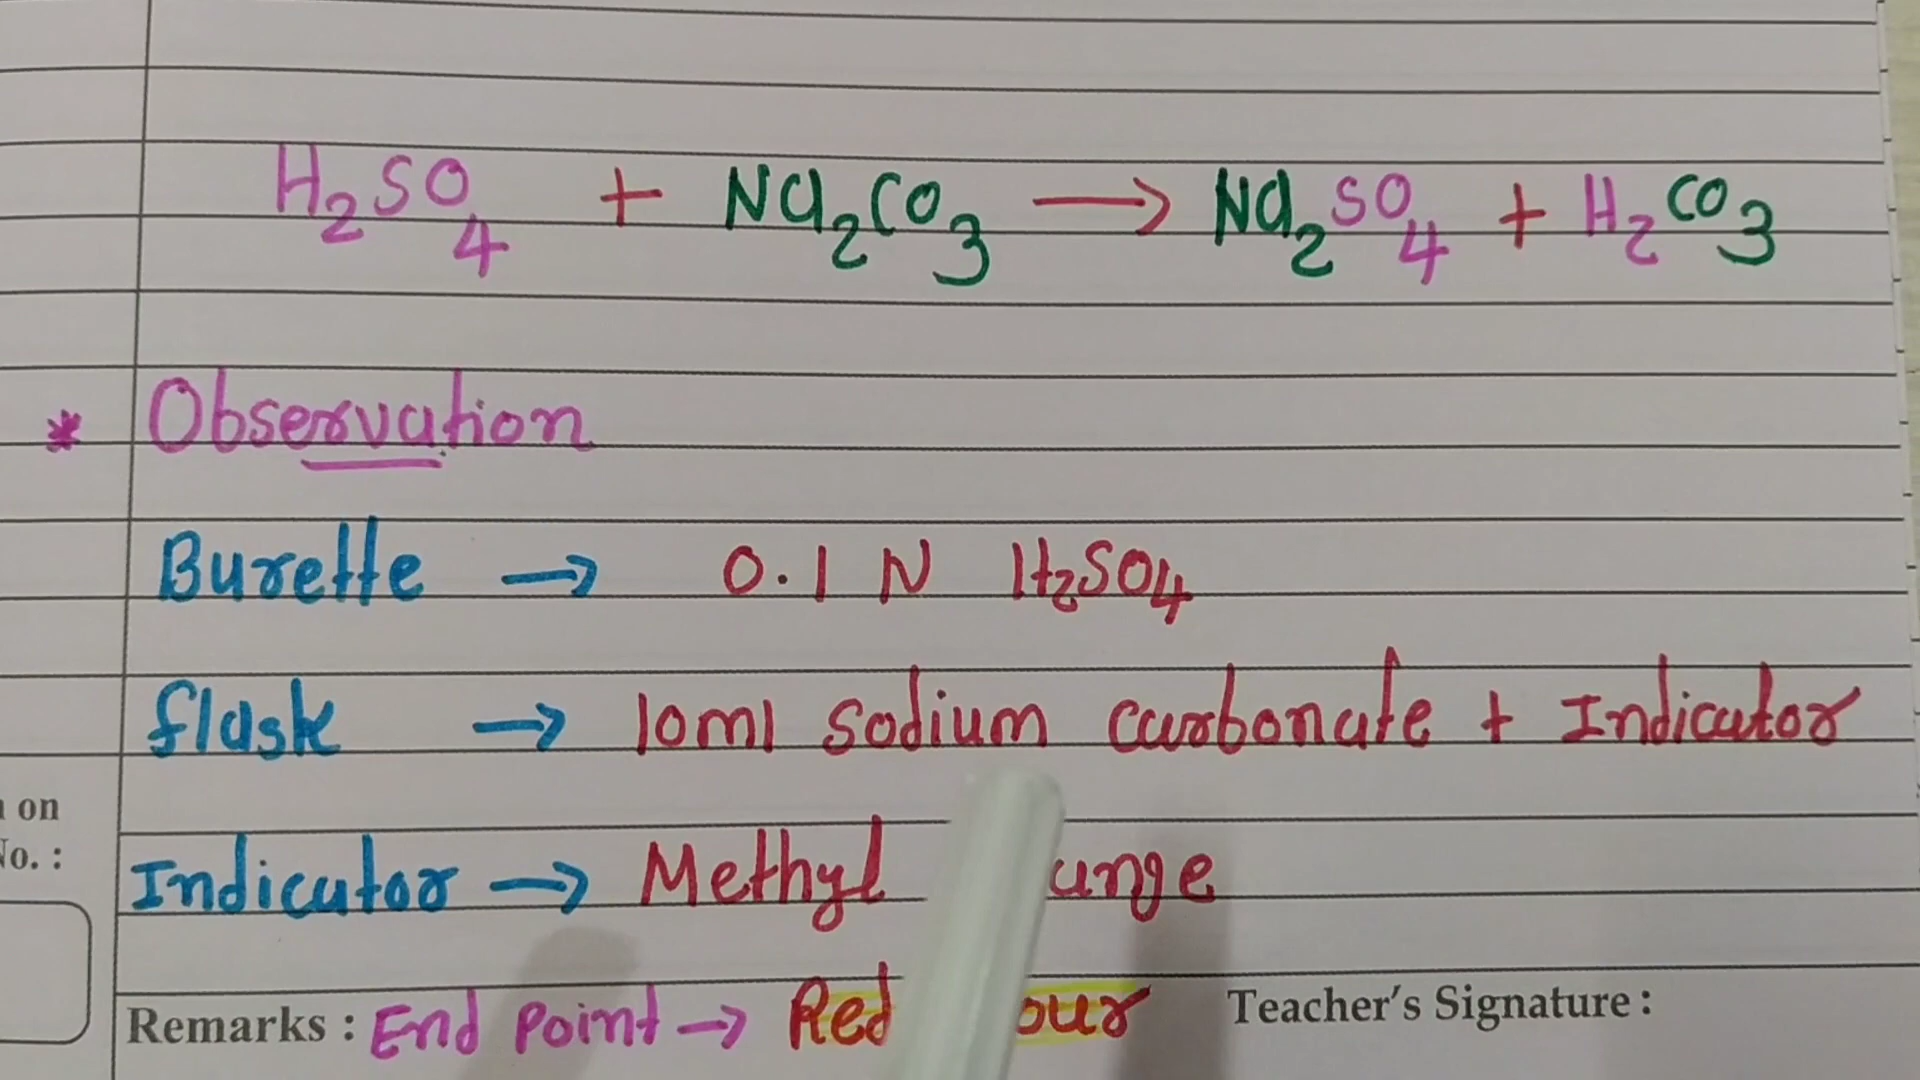 H₂SO₄ + Na₂CO₃ → Na₂SO₄ + H₂CO₃
* Observation
Burette → 0.1 N H₂SO₄
flask → 10ml sodium carbonate + Indicator
on
No. :
Indicator → Methyl
Remarks : End point → Red
Teacher's Signature :